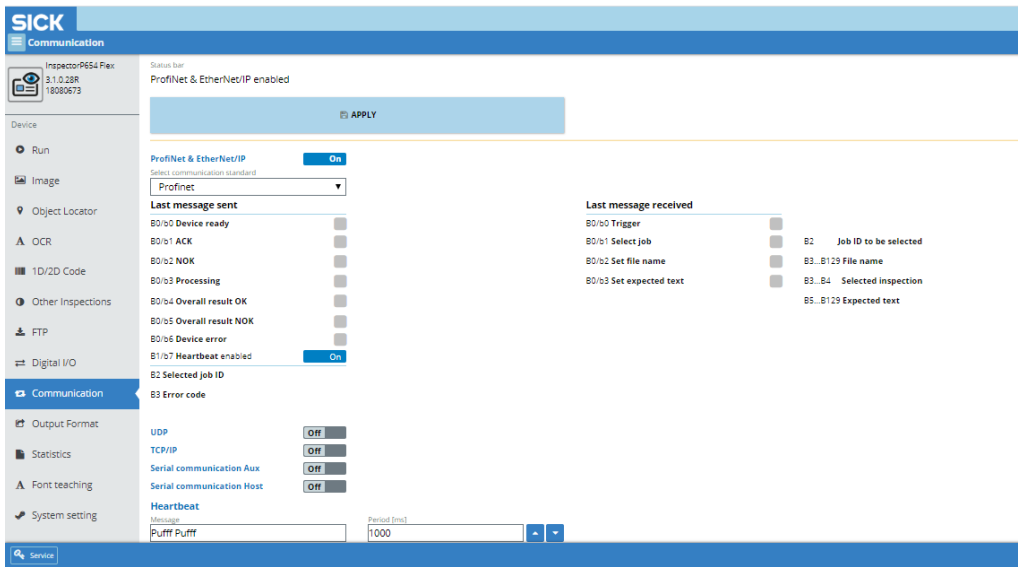 SICK
Communication
InspectorP654 Flex
3.1.0.28R
18080673
Device
Run
Image
Object Locator
OCR
1D/2D Code
Other Inspections
FTP
Digital I/O
Communication
Output Format
Statistics
Font teaching
System setting
Service
Status bar
ProfiNet & EtherNet/IP enabled
APPLY
ProfiNet & EtherNet/IP On
Select communication standard
Profinet
Last message sent
B0/b0 Device ready
B0/b1 ACK
B0/b2 NOK
B0/b3 Processing
B0/b4 Overall result OK
B0/b5 Overall result NOK
B0/b6 Device error
B1/b7 Heartbeat enabled On
B2 Selected job ID
B3 Error code
Last message received
B0/b0 Trigger
B0/b1 Select job B2 Job ID to be selected
B0/b2 Set file name B3...B129 File name
B0/b3 Set expected text B3...B4 Selected inspection
B5...B129 Expected text
UDP Off
TCP/IP Off
Serial communication Aux Off
Serial communication Host Off
Heartbeat
Message Period [ms]
Pufff Pufff 1000